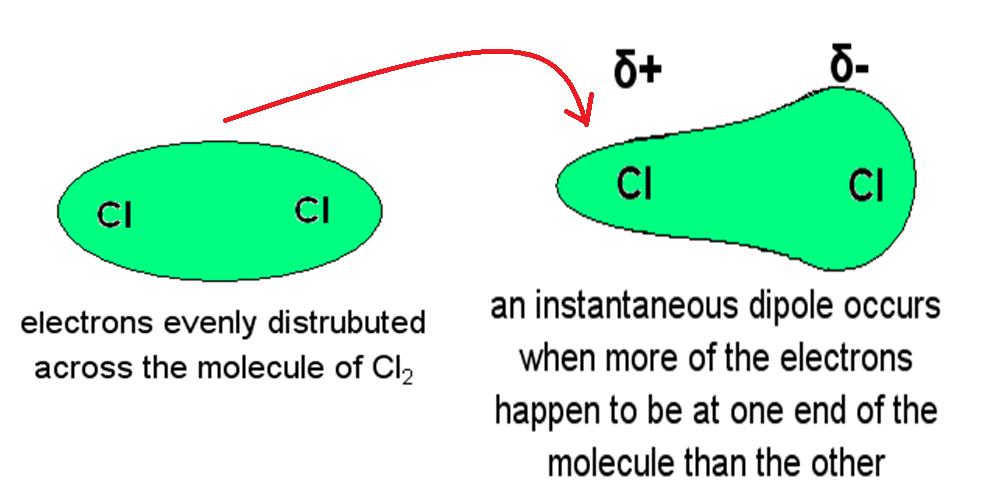 δ+ δ-
Cl Cl
Cl Cl
electrons evenly distrubuted
across the molecule of Cl₂
an instantaneous dipole occurs
when more of the electrons
happen to be at one end of the
molecule than the other